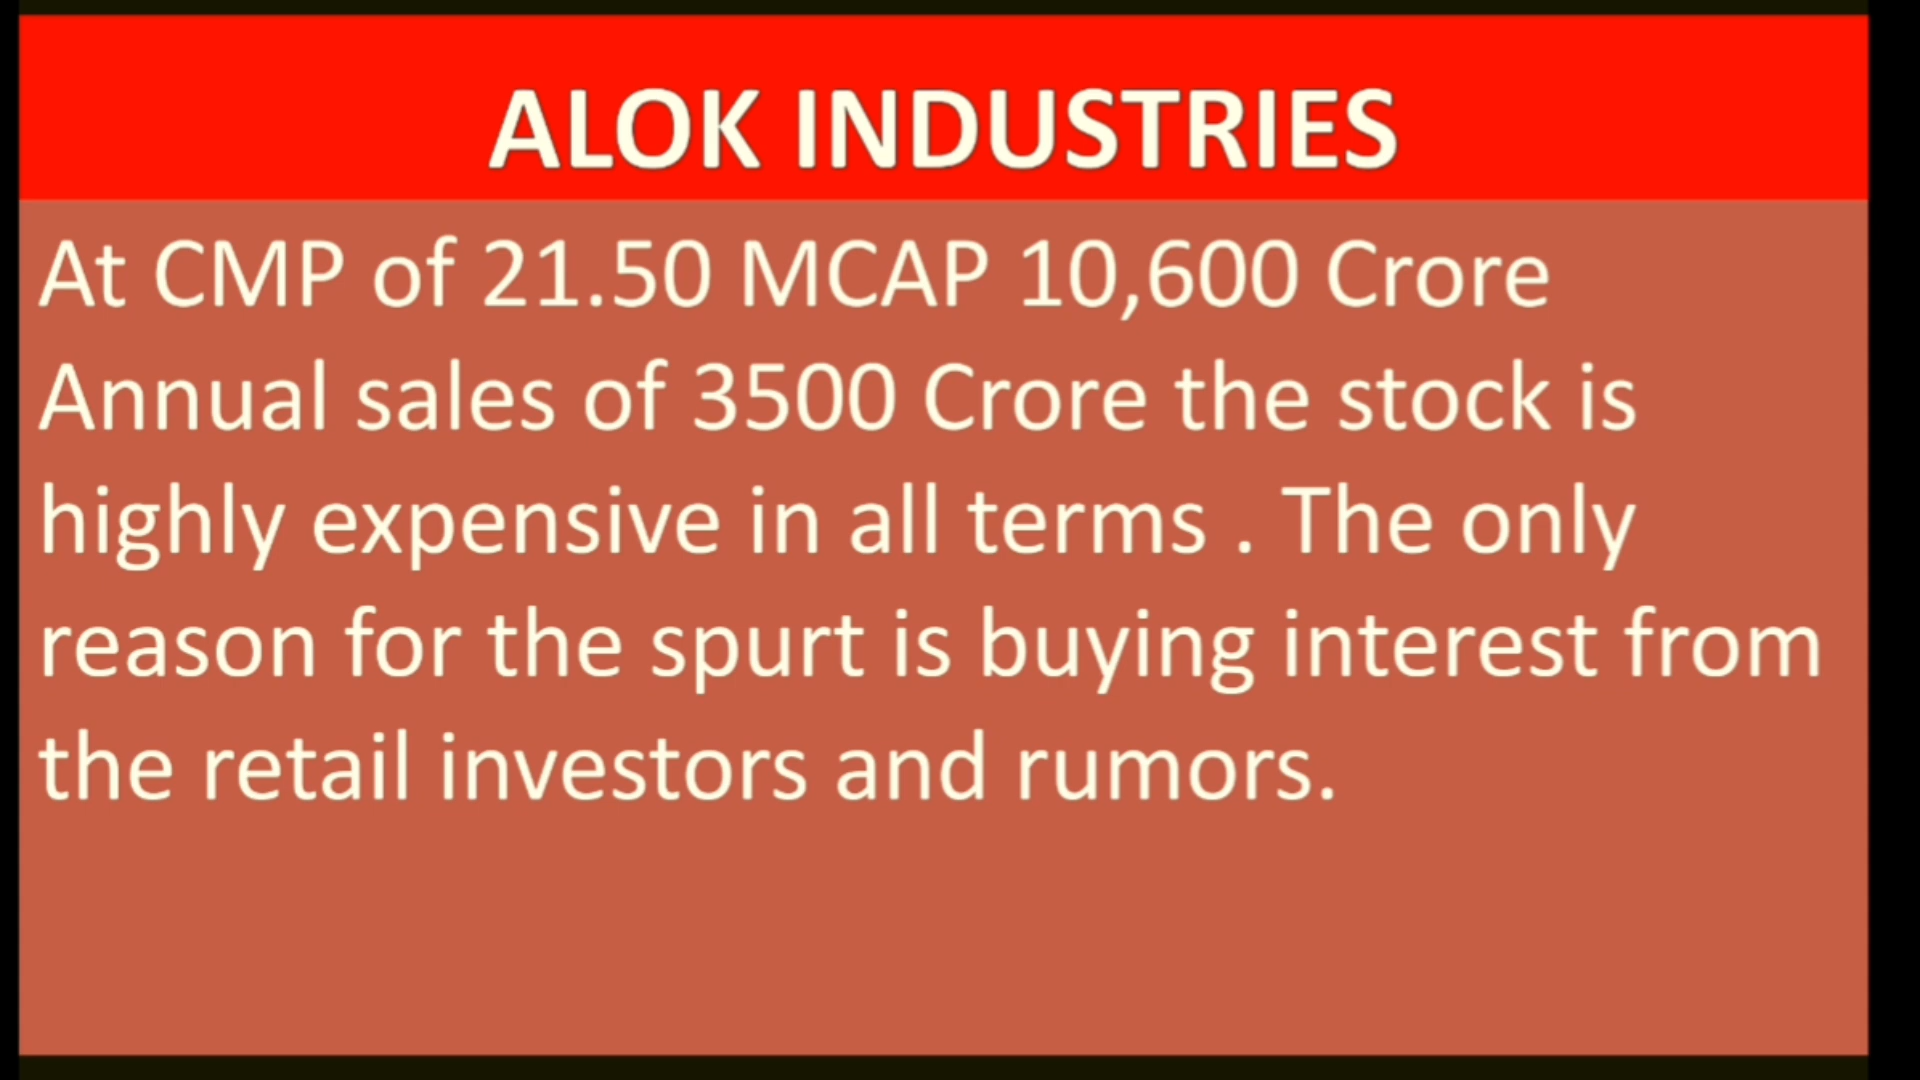 ALOK INDUSTRIES
At CMP of 21.50 MCAP 10,600 Crore
Annual sales of 3500 Crore the stock is
highly expensive in all terms . The only
reason for the spurt is buying interest from
the retail investors and rumors.